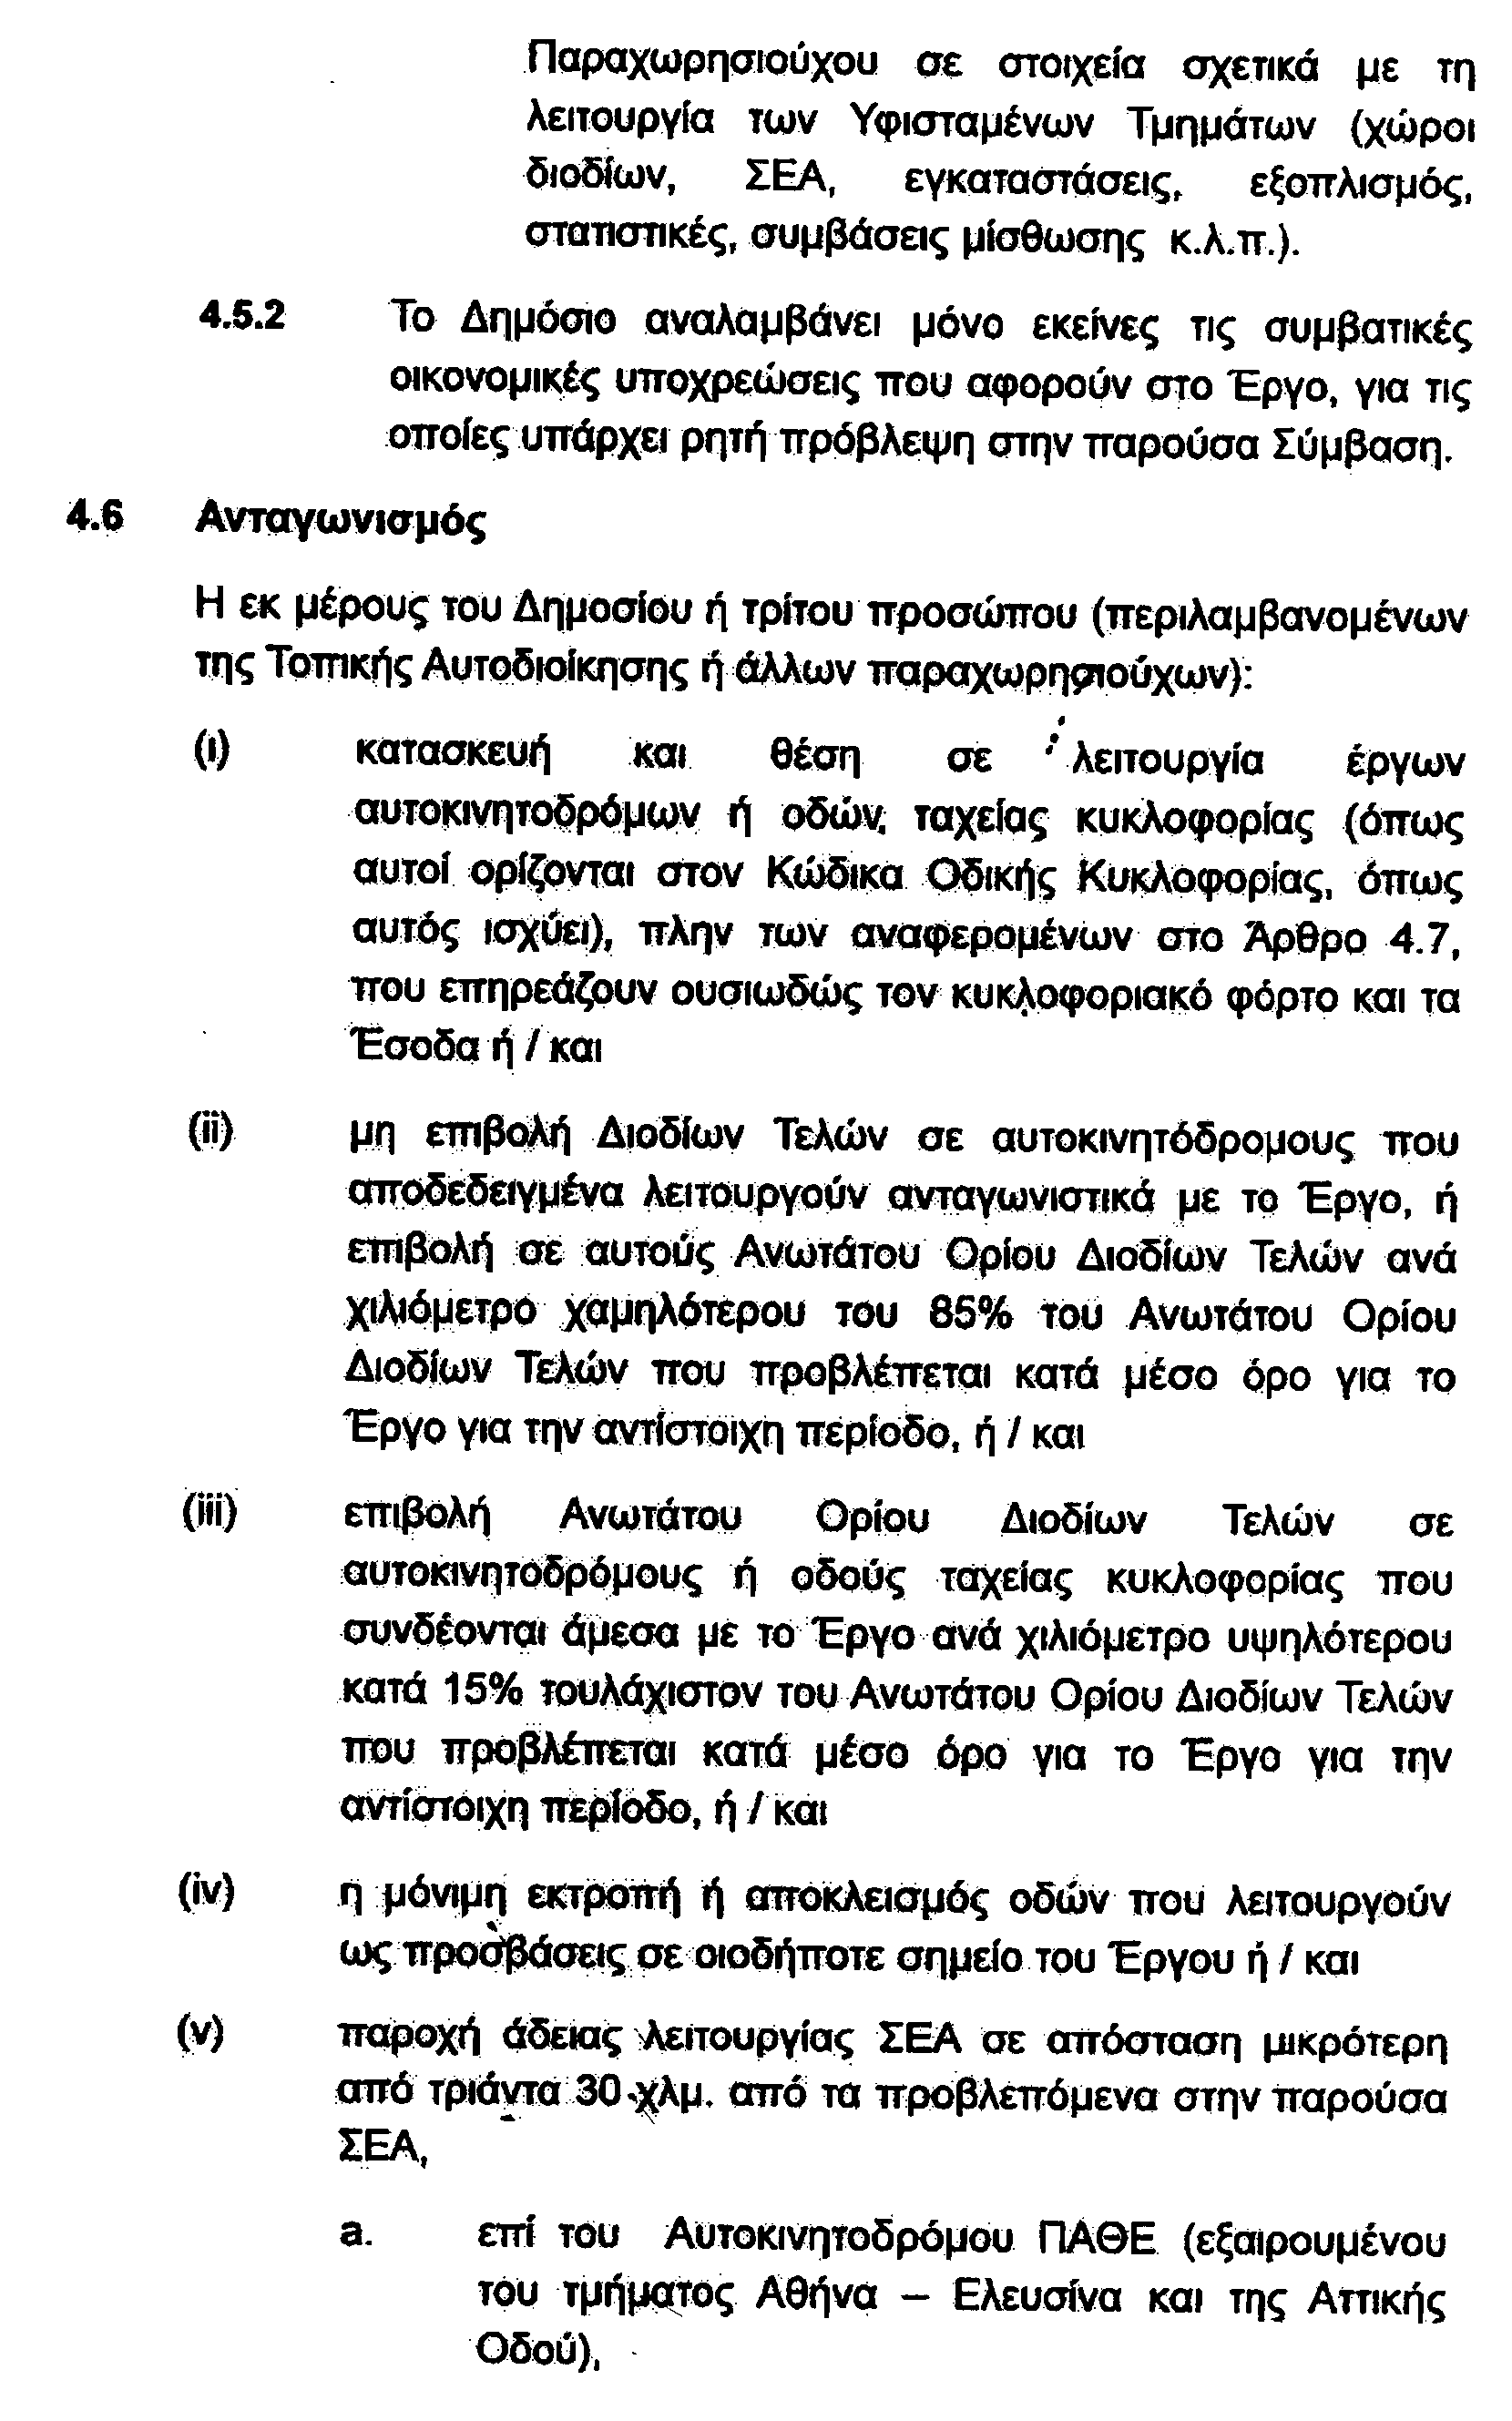 Παραχωρησιούχου σε στοιχεία σχετικά με τη
λειτουργία των Υφισταμένων Τμημάτων (χώροι
διοδίων, ΣΕΑ, εγκαταστάσεις, εξοπλισμός,
στατιστικές, συμβάσεις μίσθωσης κ.λ.π.).
4.5.2 Το Δημόσιο αναλαμβάνει μόνο εκείνες τις συμβατικές
οικονομικές υποχρεώσεις που αφορούν στο Έργο, για τις
οποίες υπάρχει ρητή πρόβλεψη στην παρούσα Σύμβαση.
4.6 Ανταγωνισμός
Η εκ μέρους του Δημοσίου ή τρίτου προσώπου (περιλαμβανομένων
της Τοπικής Αυτοδιοίκησης ή άλλων παραχωρησιούχων):
(i) κατασκευή και θέση σε λειτουργία έργων
αυτοκινητοδρόμων ή οδών, ταχείας κυκλοφορίας (όπως
αυτοί ορίζονται στον Κώδικα Οδικής Κυκλοφορίας, όπως
αυτός ισχύει), πλην των αναφερομένων στο Άρθρο 4.7,
που επηρεάζουν ουσιωδώς τον κυκλοφοριακό φόρτο και τα
Έσοδα ή / και
(ii) μη επιβολή Διοδίων Τελών σε αυτοκινητόδρομους που
αποδεδειγμένα λειτουργούν ανταγωνιστικά με το Έργο, ή
επιβολή σε αυτούς Ανωτάτου Ορίου Διοδίων Τελών ανά
χιλιόμετρο χαμηλότερου του 85% του Ανωτάτου Ορίου
Διοδίων Τελών που προβλέπεται κατά μέσο όρο για το
Έργο για την αντίστοιχη περίοδο, ή / και
(iii) επιβολή Ανωτάτου Ορίου Διοδίων Τελών σε
αυτοκινητοδρόμους ή οδούς ταχείας κυκλοφορίας που
συνδέονται άμεσα με το Έργο ανά χιλιόμετρο υψηλότερου
κατά 15% τουλάχιστον του Ανωτάτου Ορίου Διοδίων Τελών
που προβλέπεται κατά μέσο όρο για το Έργο για την
αντίστοιχη περίοδο, ή / και
(iv) η μόνιμη εκτροπή ή αποκλεισμός οδών που λειτουργούν
ως προσβάσεις σε οιοδήποτε σημείο του Έργου ή / και
(v) παροχή άδειας λειτουργίας ΣΕΑ σε απόσταση μικρότερη
από τριάντα 30 χλμ. από τα προβλεπόμενα στην παρούσα
ΣΕΑ,
a. επί του Αυτοκινητοδρόμου ΠΑΘΕ (εξαιρουμένου
του τμήματος Αθήνα – Ελευσίνα και της Αττικής
Οδού),